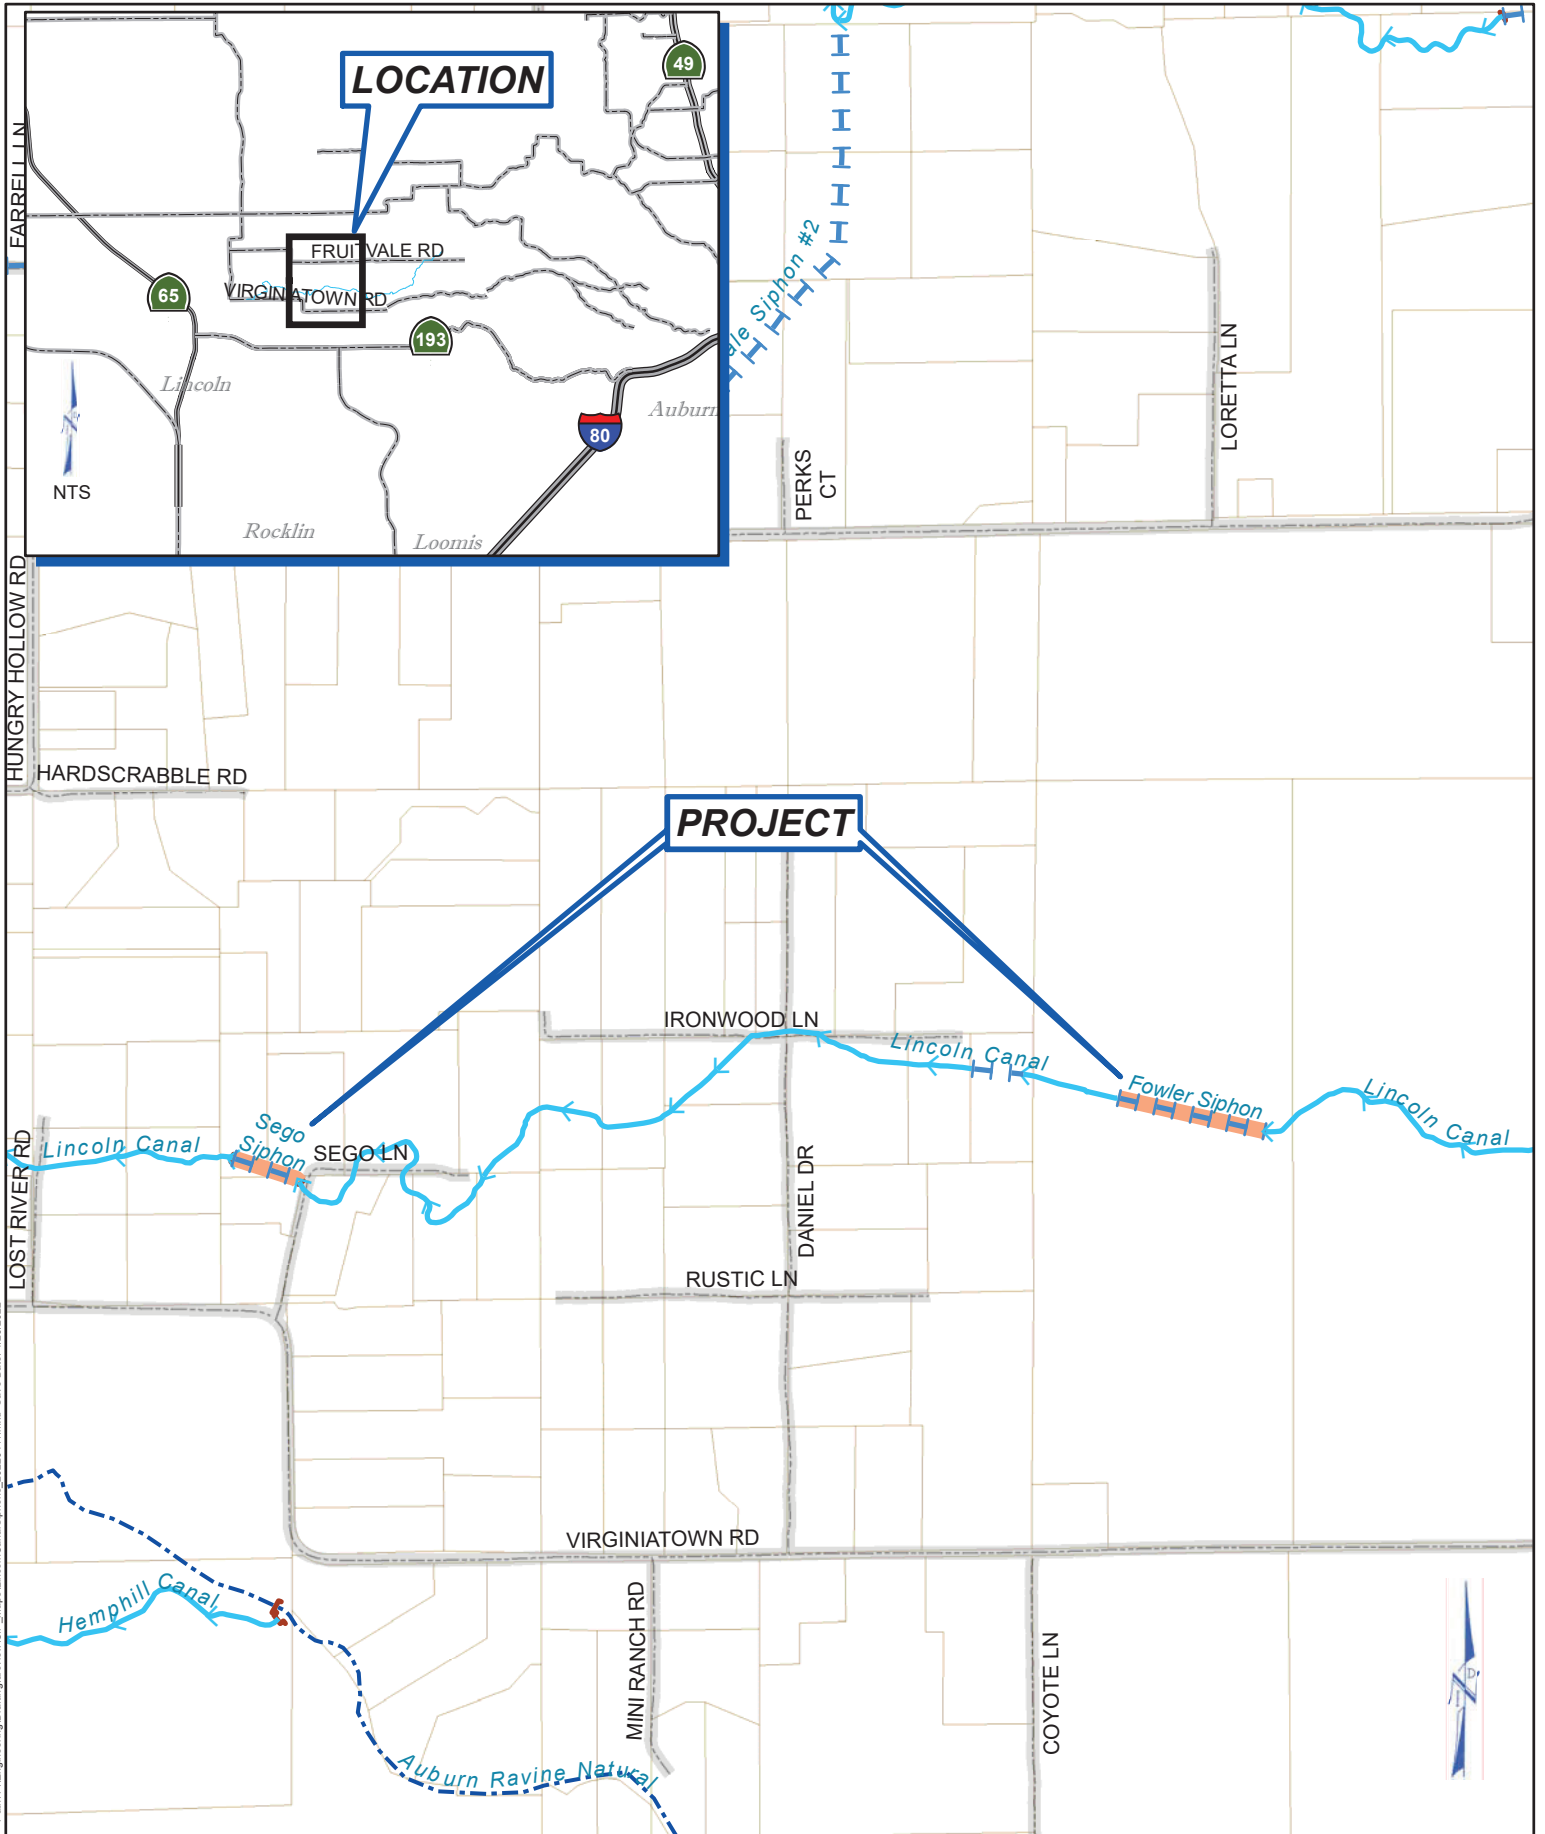 LOCATION
49
FARRELL LN
FRUITVALE RD
VIRGINIATOWN RD
65
193
Lincoln
Auburn
80
NTS
Rocklin
Loomis
ale Siphon #2
LORETTA LN
PERKS
CT
HUNGRY HOLLOW RD
HARDSCRABBLE RD
PROJECT
IRONWOOD LN
Lincoln Canal
Fowler Siphon
Lincoln Canal
Sego
Siphon
Lincoln Canal
SEGO LN
LOST RIVER RD
DANIEL DR
RUSTIC LN
VIRGINIATOWN RD
Hemphill Canal
MINI RANCH RD
COYOTE LN
Auburn Ravine Natural